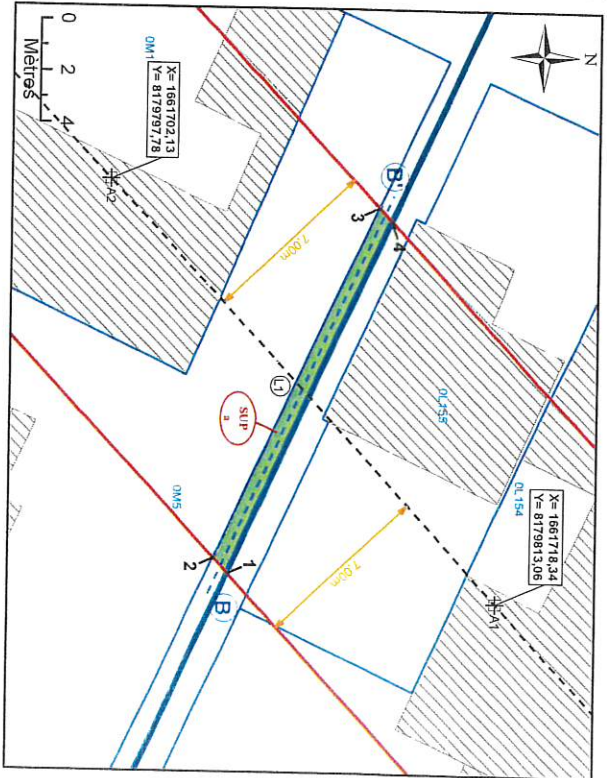 N
0 2 4
Mètres
0M1
X= 1661702,13
Y= 8179797,78
A2
B'
3
4
7,00m
L1
SUP
a
0L155
0L154
X= 1661718,34
Y= 8179813,06
A1
7,00m
0M5
2
1
(B)